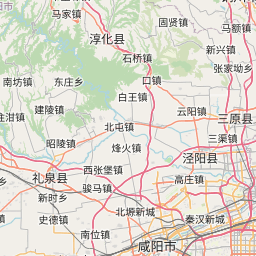 方里镇
固贤镇
马额镇
马家镇
淳化县
新兴镇
石桥镇
张家坳乡
南坊镇
东庄乡
口镇
白王镇
建陵镇
云阳镇
三原县
北屯镇
昭陵镇
三渠镇
烽火镇
泾阳县
西张堡镇
礼泉县
高庄镇
骏马镇
新时乡
北塬新城
秦汉新城
史德镇
南位镇
咸阳市